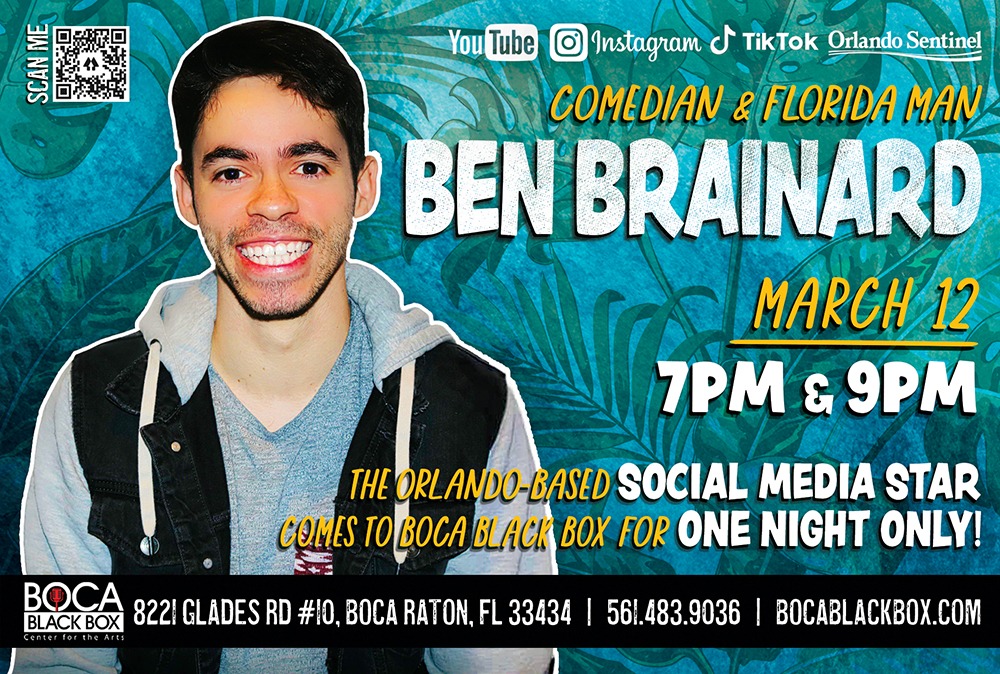 SCAN ME
YouTube Instagram TikTok Orlando Sentinel
COMEDIAN & FLORIDA MAN
BEN BRAINARD
MARCH 12
7PM & 9PM
THE ORLANDO-BASED SOCIAL MEDIA STAR
COMES TO BOCA BLACK BOX FOR ONE NIGHT ONLY!
BOCA
BLACK BOX
Center for the Arts
8221 GLADES RD #10, BOCA RATON, FL 33434 | 561.483.9036 | BOCABLACKBOX.COM